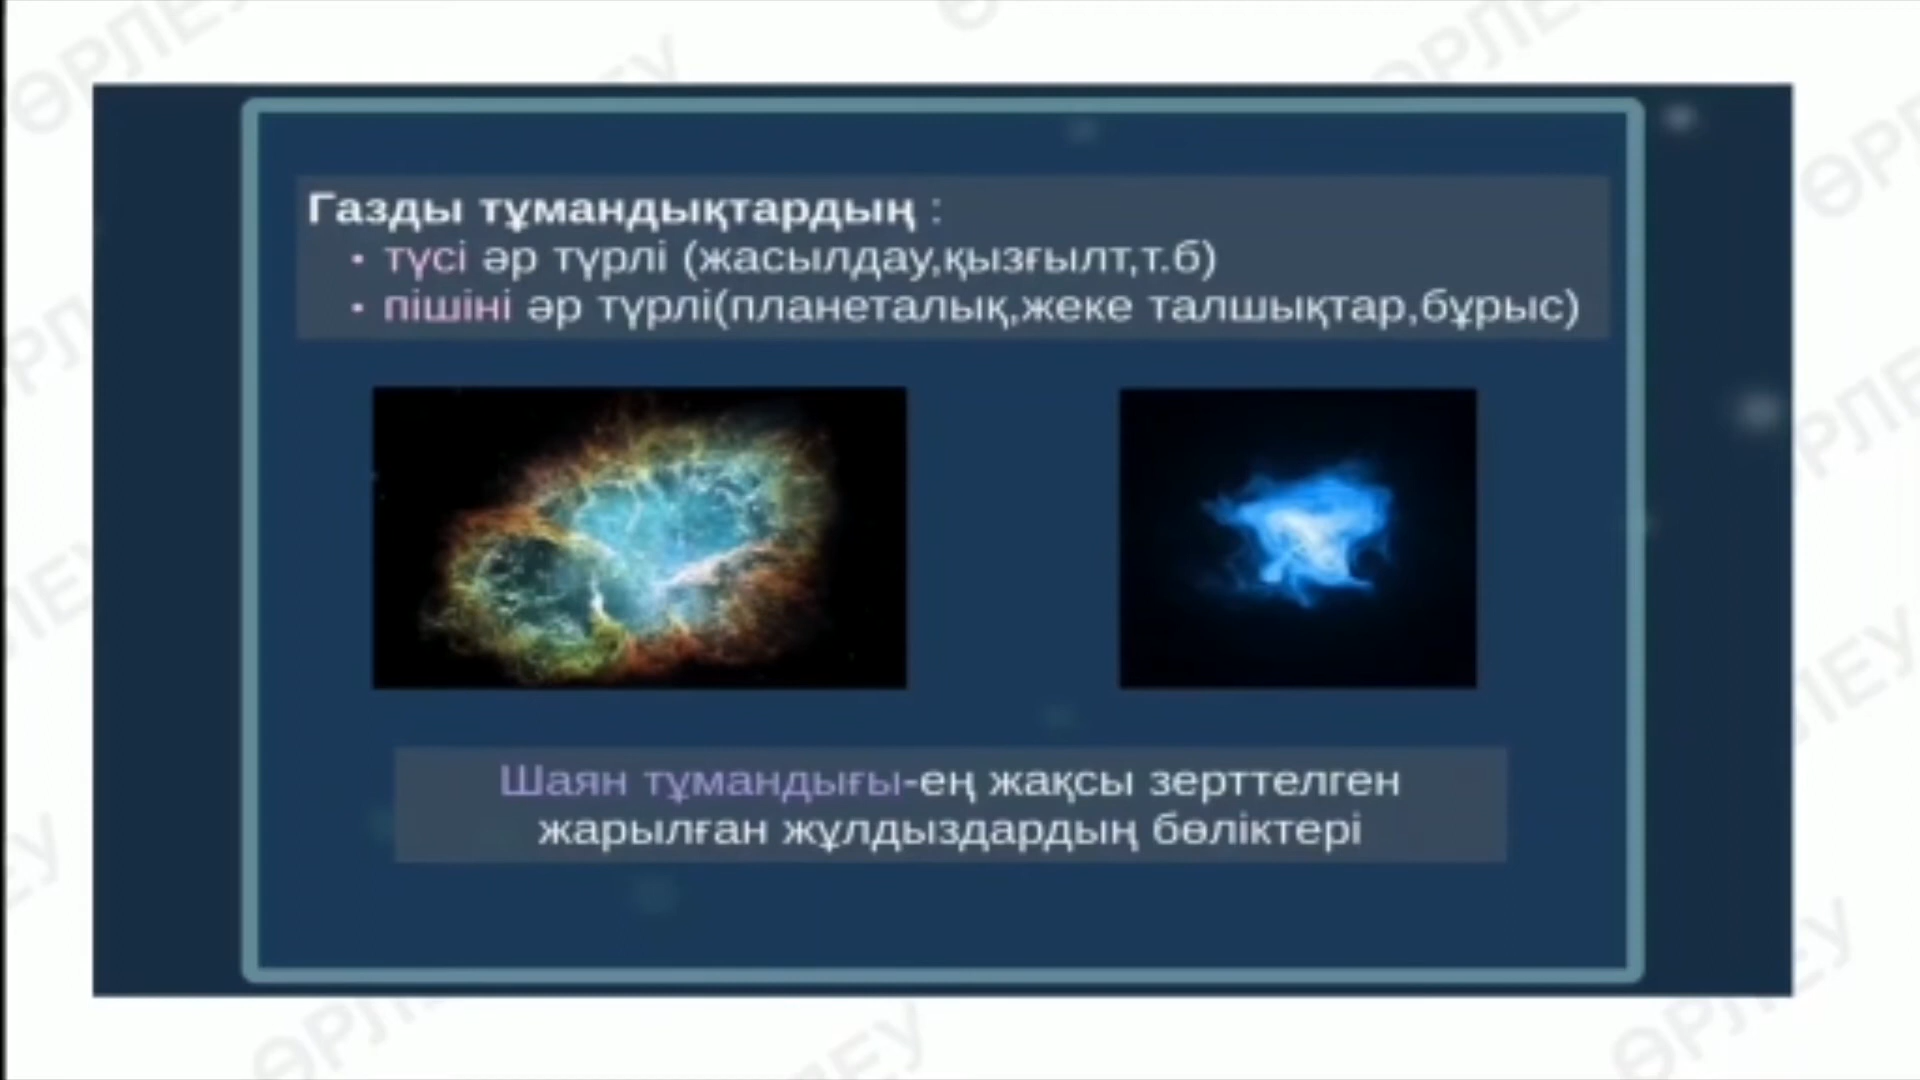 Газды тұмандықтардың :
• түсі әр түрлі (жасылдау,қызғылт,т.б)
• пішіні әр түрлі(планеталық,жеке талшықтар,бұрыс)
Шаян тұмандығы-ең жақсы зерттелген
жарылған жұлдыздардың бөліктері
ӨРЛЕУ